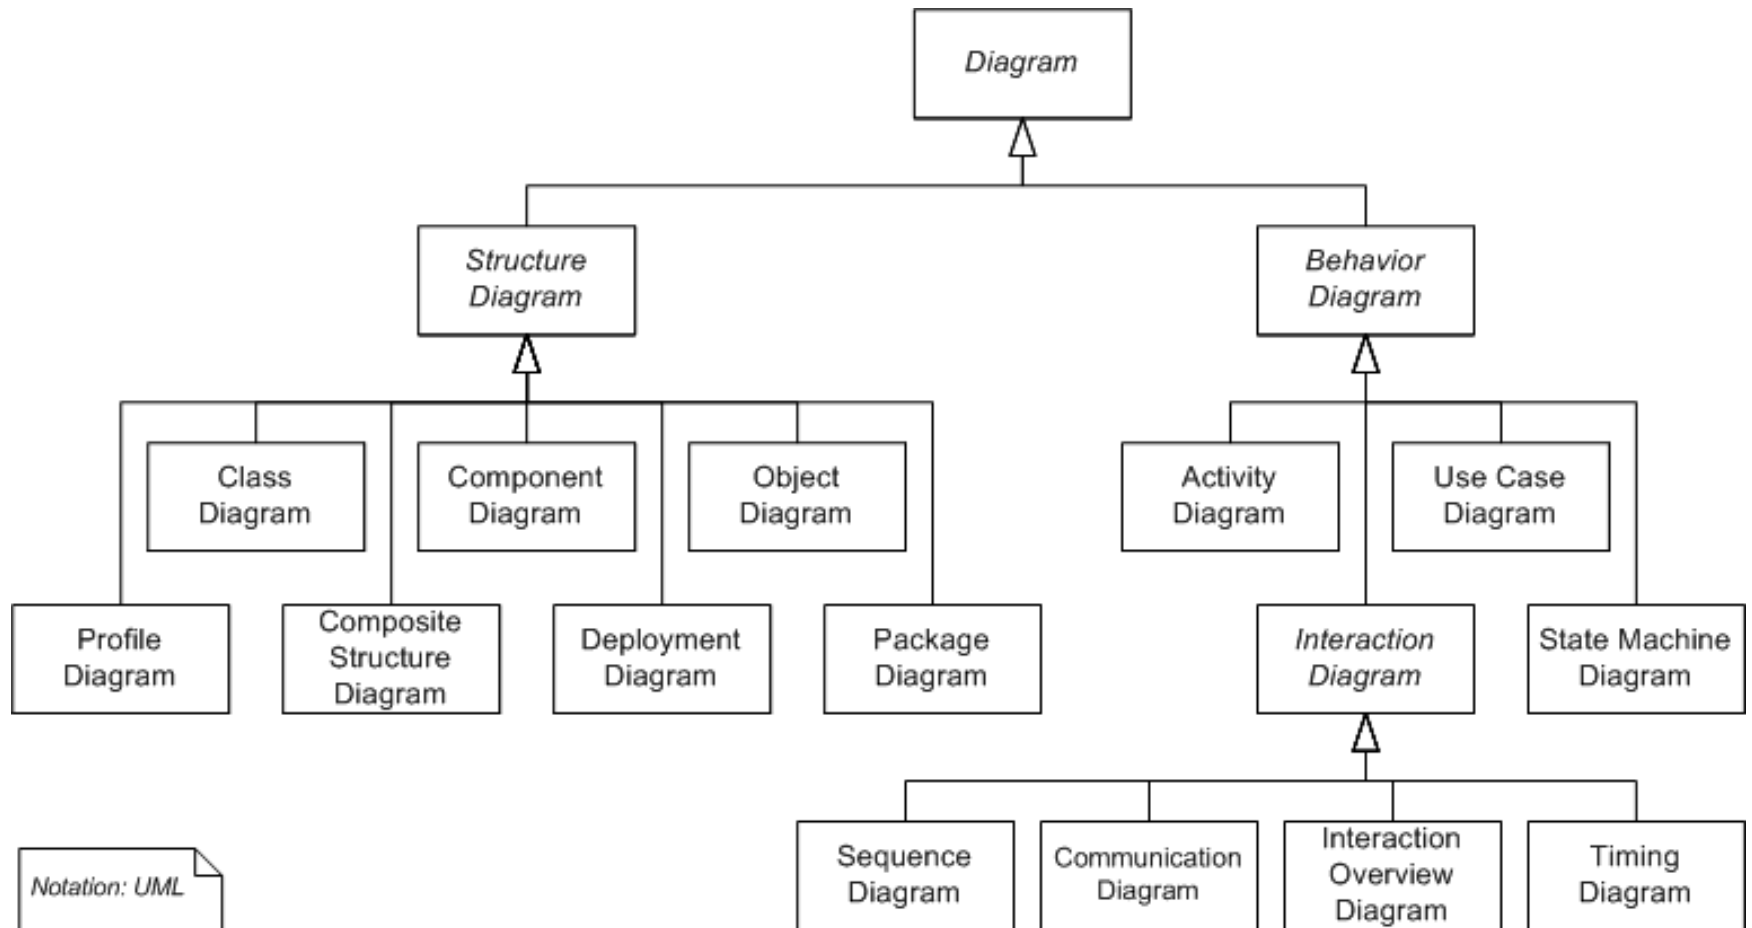 Diagram
Structure
Diagram
Behavior
Diagram
Class
Diagram
Component
Diagram
Object
Diagram
Activity
Diagram
Use Case
Diagram
Profile
Diagram
Composite
Structure
Diagram
Deployment
Diagram
Package
Diagram
Interaction
Diagram
State Machine
Diagram
Sequence
Diagram
Communication
Diagram
Interaction
Overview
Diagram
Timing
Diagram
Notation: UML